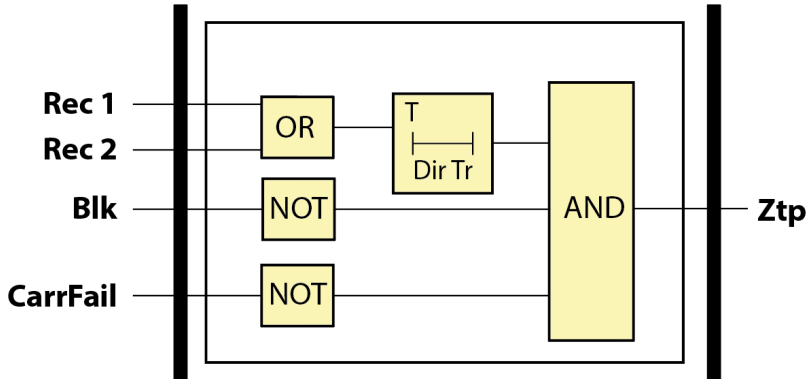 Rec 1
Rec 2
Blk
CarrFail
OR
NOT
NOT
T
Dir Tr
AND
Ztp